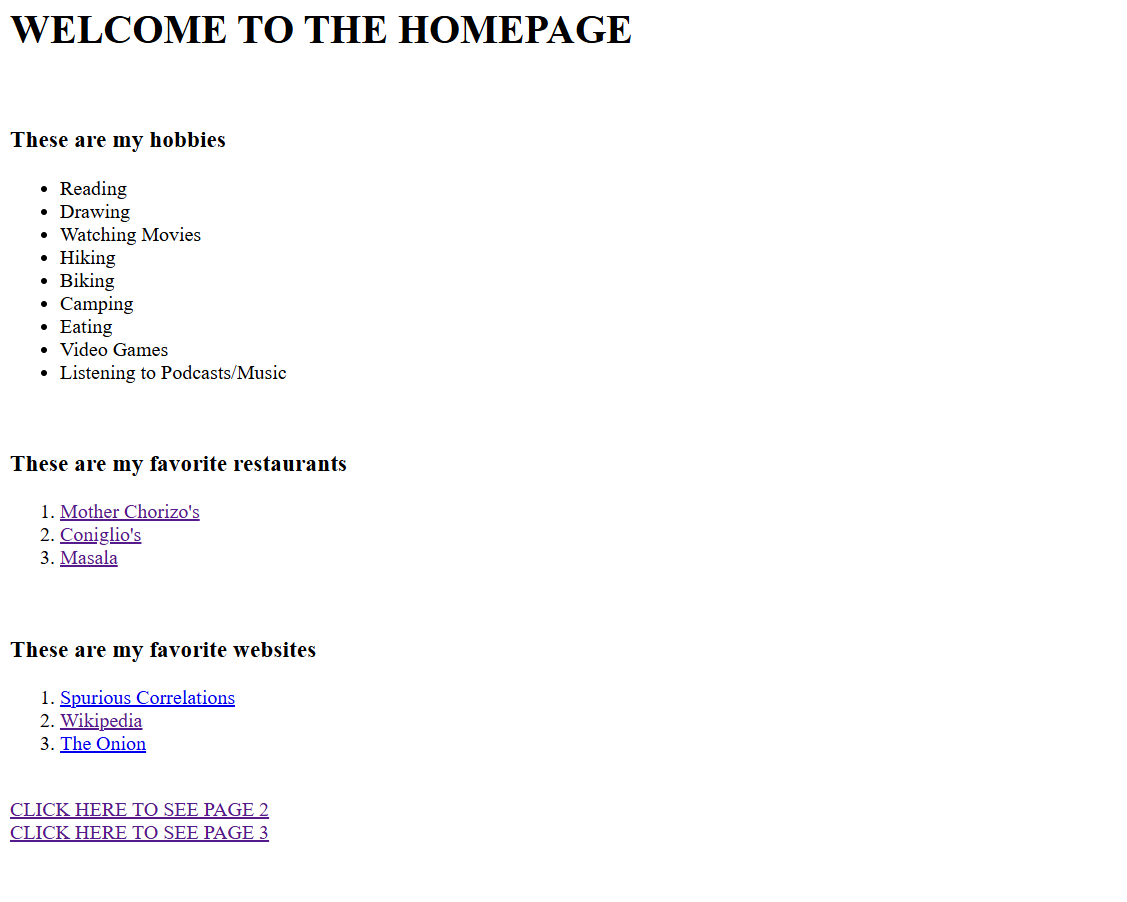 WELCOME TO THE HOMEPAGE
These are my hobbies
• Reading
• Drawing
• Watching Movies
• Hiking
• Biking
• Camping
• Eating
• Video Games
• Listening to Podcasts/Music
These are my favorite restaurants
1. Mother Chorizo's
2. Coniglio's
3. Masala
These are my favorite websites
1. Spurious Correlations
2. Wikipedia
3. The Onion
CLICK HERE TO SEE PAGE 2
CLICK HERE TO SEE PAGE 3